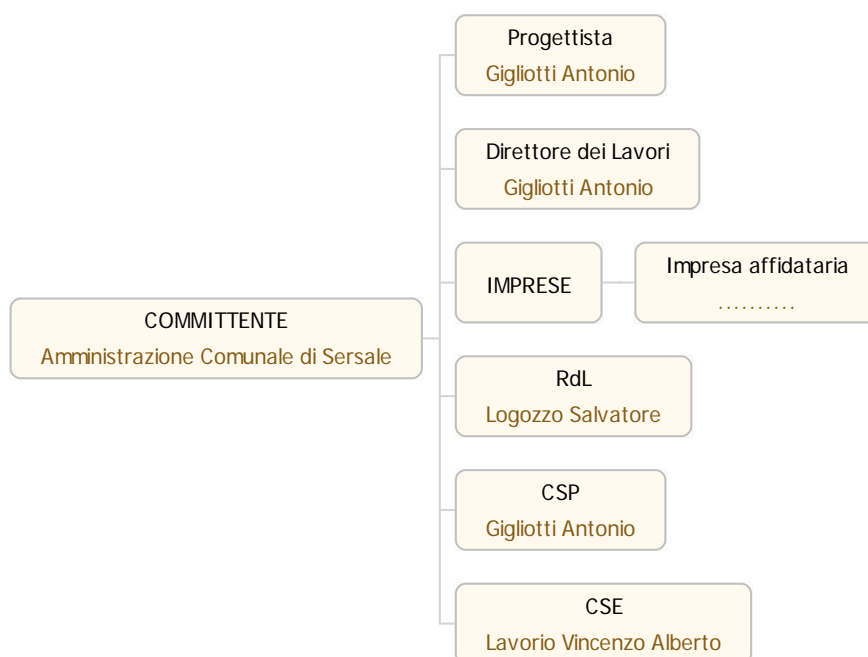 Progettista
Gigliotti Antonio
Direttore dei Lavori
Gigliotti Antonio
IMPRESE
Impresa affidataria
..........
COMMITTENTE
Amministrazione Comunale di Sersale
RdL
Logozzo Salvatore
CSP
Gigliotti Antonio
CSE
Lavorio Vincenzo Alberto